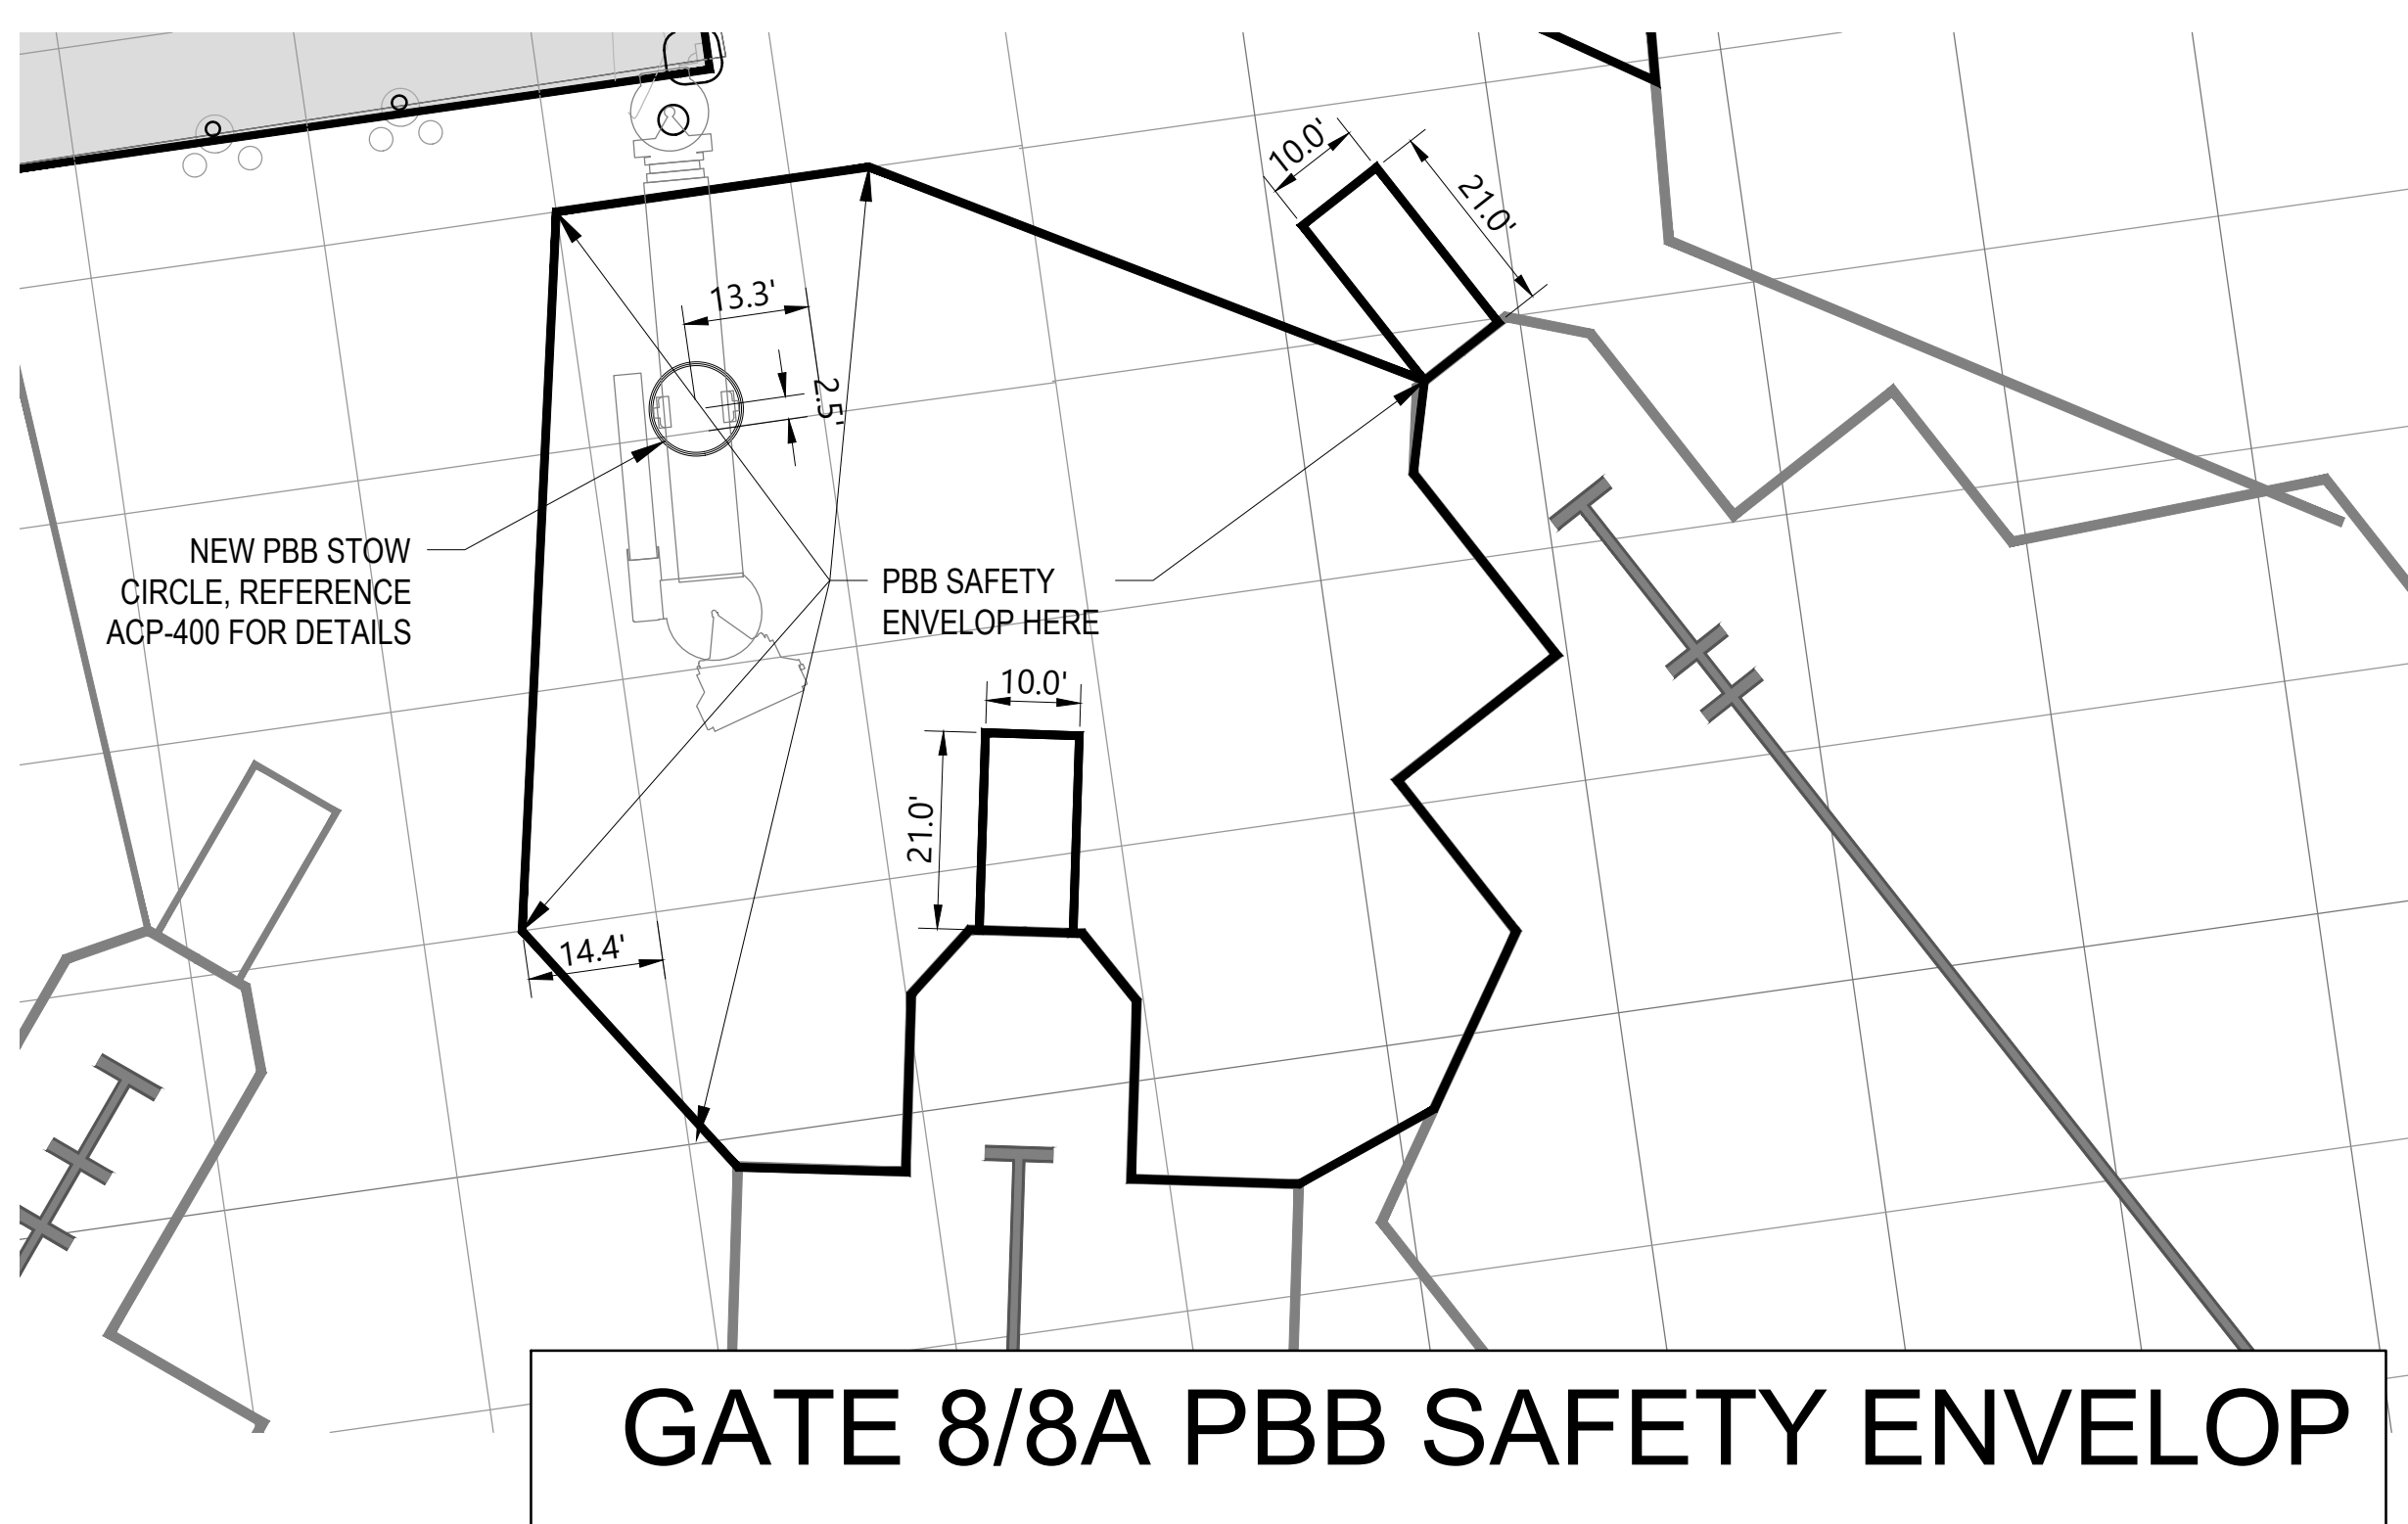 10.0'
21.0'
13.3'
2.5'
NEW PBB STOW
CIRCLE, REFERENCE
ACP-400 FOR DETAILS
PBB SAFETY
ENVELOP HERE
10.0'
21.0'
14.4'
GATE 8/8A PBB SAFETY ENVELOP